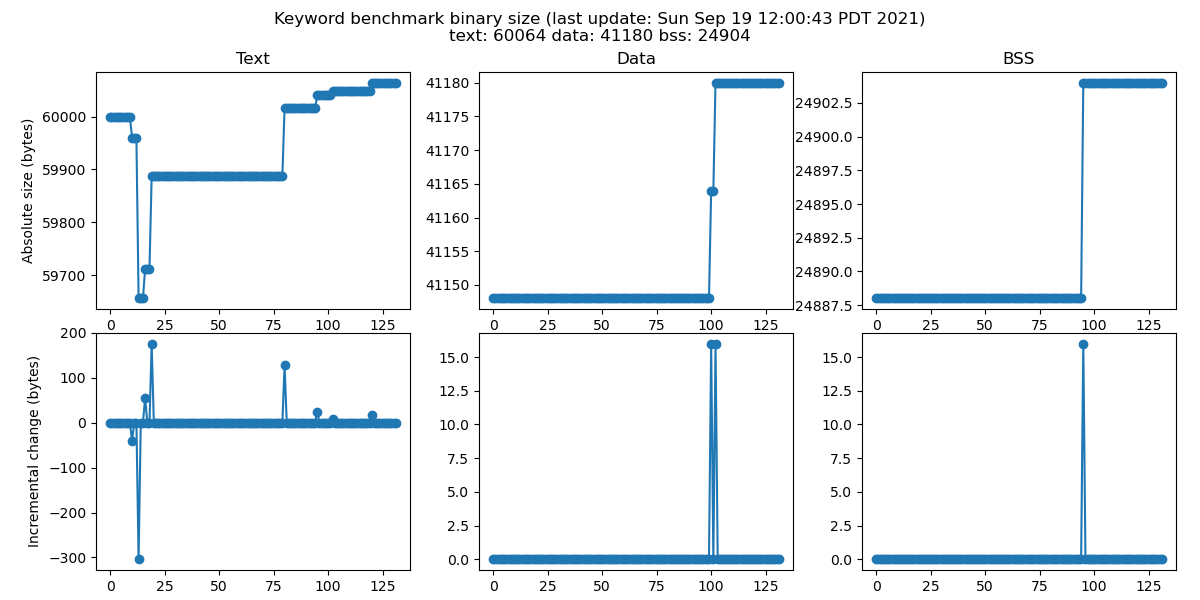 Keyword benchmark binary size (last update: Sun Sep 19 12:00:43 PDT 2021)
text: 60064 data: 41180 bss: 24904
Text
Data
BSS
Absolute size (bytes)
60000
59900
59800
59700
0 25 50 75 100 125
41180
41175
41170
41165
41160
41155
41150
0 25 50 75 100 125
24902.5
24900.0
24897.5
24895.0
24892.5
24890.0
24887.5
0 25 50 75 100 125
Incremental change (bytes)
200
100
0
−100
−200
−300
0 25 50 75 100 125
15.0
12.5
10.0
7.5
5.0
2.5
0.0
0 25 50 75 100 125
15.0
12.5
10.0
7.5
5.0
2.5
0.0
0 25 50 75 100 125